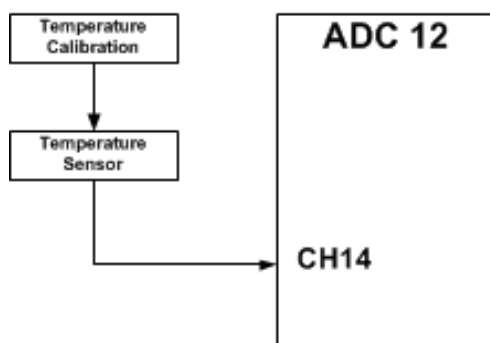 Temperature
Calibration
ADC 12
Temperature
Sensor
CH14